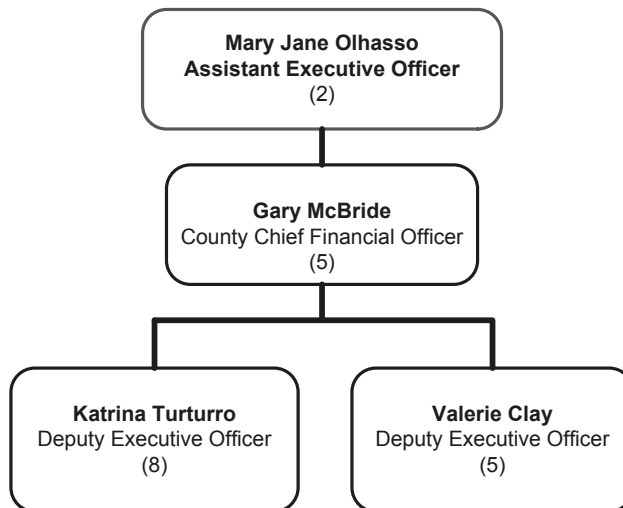 Mary Jane Olhasso
Assistant Executive Officer
(2)
Gary McBride
County Chief Financial Officer
(5)
Katrina Turturro
Deputy Executive Officer
(8)
Valerie Clay
Deputy Executive Officer
(5)